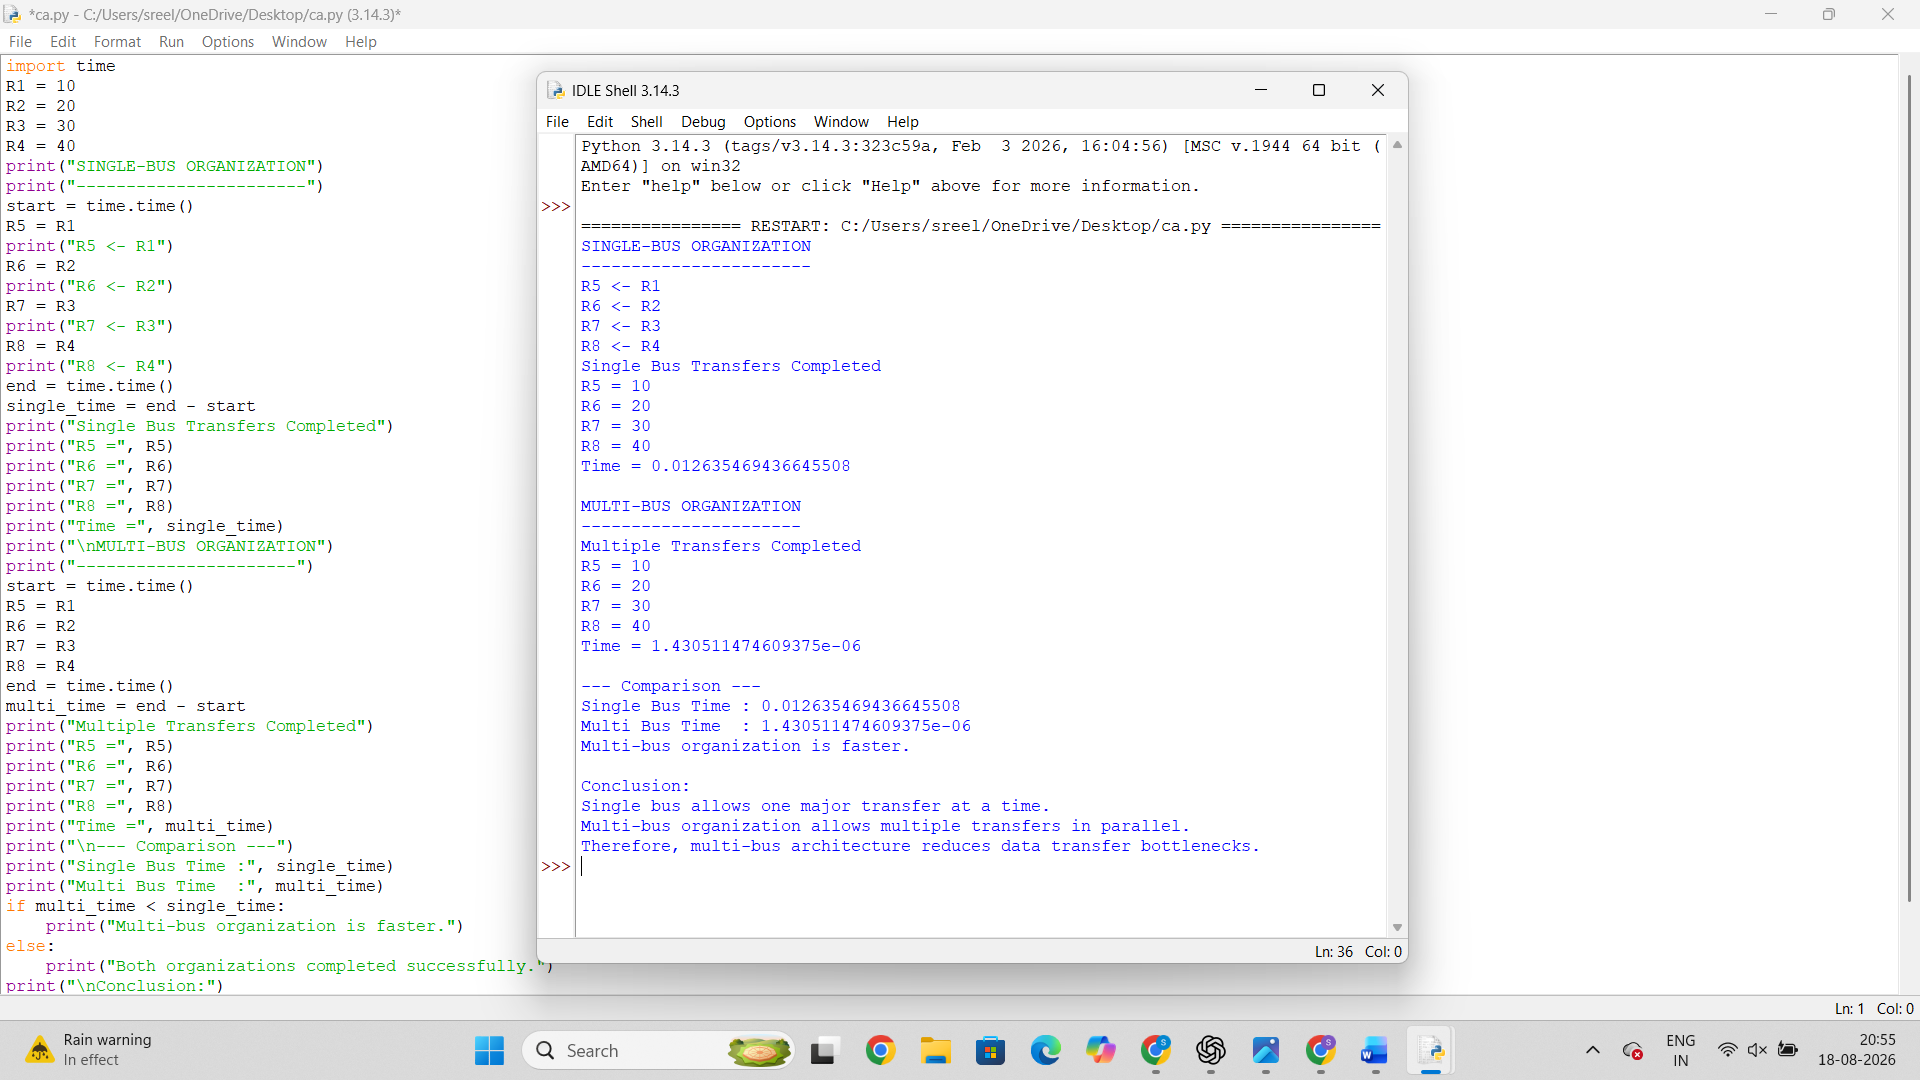 *ca.py - C:/Users/sreel/OneDrive/Desktop/ca.py (3.14.3)*
File Edit Format Run Options Window Help
import time
R1 = 10
R2 = 20
R3 = 30
R4 = 40
print("SINGLE-BUS ORGANIZATION")
print("-----------------------")
start = time.time()
R5 = R1
print("R5 <- R1")
R6 = R2
print("R6 <- R2")
R7 = R3
print("R7 <- R3")
R8 = R4
print("R8 <- R4")
end = time.time()
single_time = end - start
print("Single Bus Transfers Completed")
print("R5 =", R5)
print("R6 =", R6)
print("R7 =", R7)
print("R8 =", R8)
print("Time =", single_time)
print("\nMULTI-BUS ORGANIZATION")
print("----------------------")
start = time.time()
R5 = R1
R6 = R2
R7 = R3
R8 = R4
end = time.time()
multi_time = end - start
print("Multiple Transfers Completed")
print("R5 =", R5)
print("R6 =", R6)
print("R7 =", R7)
print("R8 =", R8)
print("Time =", multi_time)
print("\n--- Comparison ---")
print("Single Bus Time :", single_time)
print("Multi Bus Time  :", multi_time)
if multi_time < single_time:
    print("Multi-bus organization is faster.")
else:
    print("Both organizations completed successfully.")
print("\nConclusion:")
Ln: 1 Col: 0
IDLE Shell 3.14.3
File Edit Shell Debug Options Window Help
Python 3.14.3 (tags/v3.14.3:323c59a, Feb  3 2026, 16:04:56) [MSC v.1944 64 bit (
AMD64)] on win32
Enter "help" below or click "Help" above for more information.
>>>
================ RESTART: C:/Users/sreel/OneDrive/Desktop/ca.py ================
SINGLE-BUS ORGANIZATION
-----------------------
R5 <- R1
R6 <- R2
R7 <- R3
R8 <- R4
Single Bus Transfers Completed
R5 = 10
R6 = 20
R7 = 30
R8 = 40
Time = 0.012635469436645508
MULTI-BUS ORGANIZATION
----------------------
Multiple Transfers Completed
R5 = 10
R6 = 20
R7 = 30
R8 = 40
Time = 1.430511474609375e-06
--- Comparison ---
Single Bus Time : 0.012635469436645508
Multi Bus Time  : 1.430511474609375e-06
Multi-bus organization is faster.
Conclusion:
Single bus allows one major transfer at a time.
Multi-bus organization allows multiple transfers in parallel.
Therefore, multi-bus architecture reduces data transfer bottlenecks.
>>>
Ln: 36 Col: 0
Rain warning
In effect
Search
ENG
IN
20:55
18-08-2026